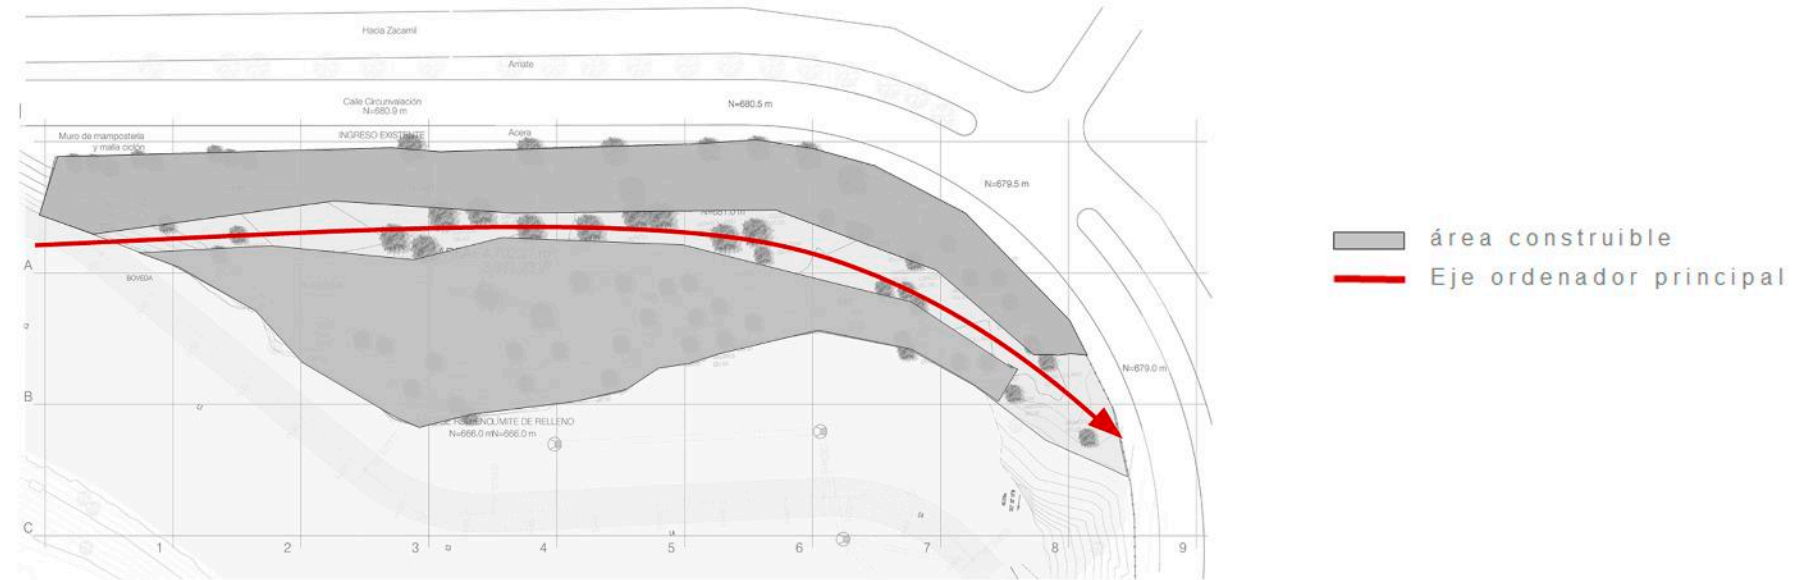 Hacia Zacamil
Amate
Calle Circunvalación
N=680.9 m
N=680.5 m
Muro de mampostería
y malla ciclón
INGRESO EXISTENTE
Acera
N=679.5 m
área construible
A
BOVEDA
Eje ordenador principal
N=679.0 m
B
LIMITE DE RELLENO
N=666.0 m
N=666.0 m
C
1 2 3 4 5 6 7 8 9